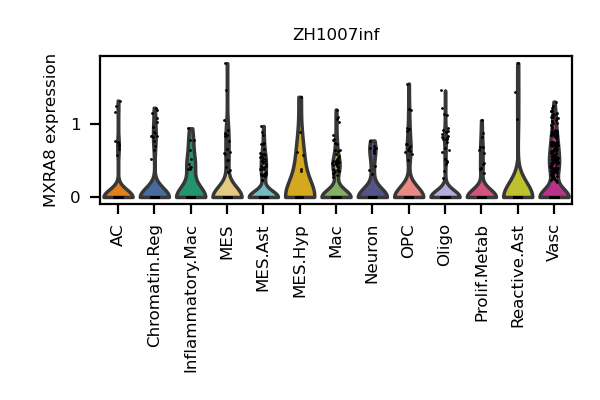 ZH1007inf
MXRA8 expression
1
0
AC
Chromatin.Reg
Inflammatory.Mac
MES
MES.Ast
MES.Hyp
Mac
Neuron
OPC
Oligo
Prolif.Metab
Reactive.Ast
Vasc